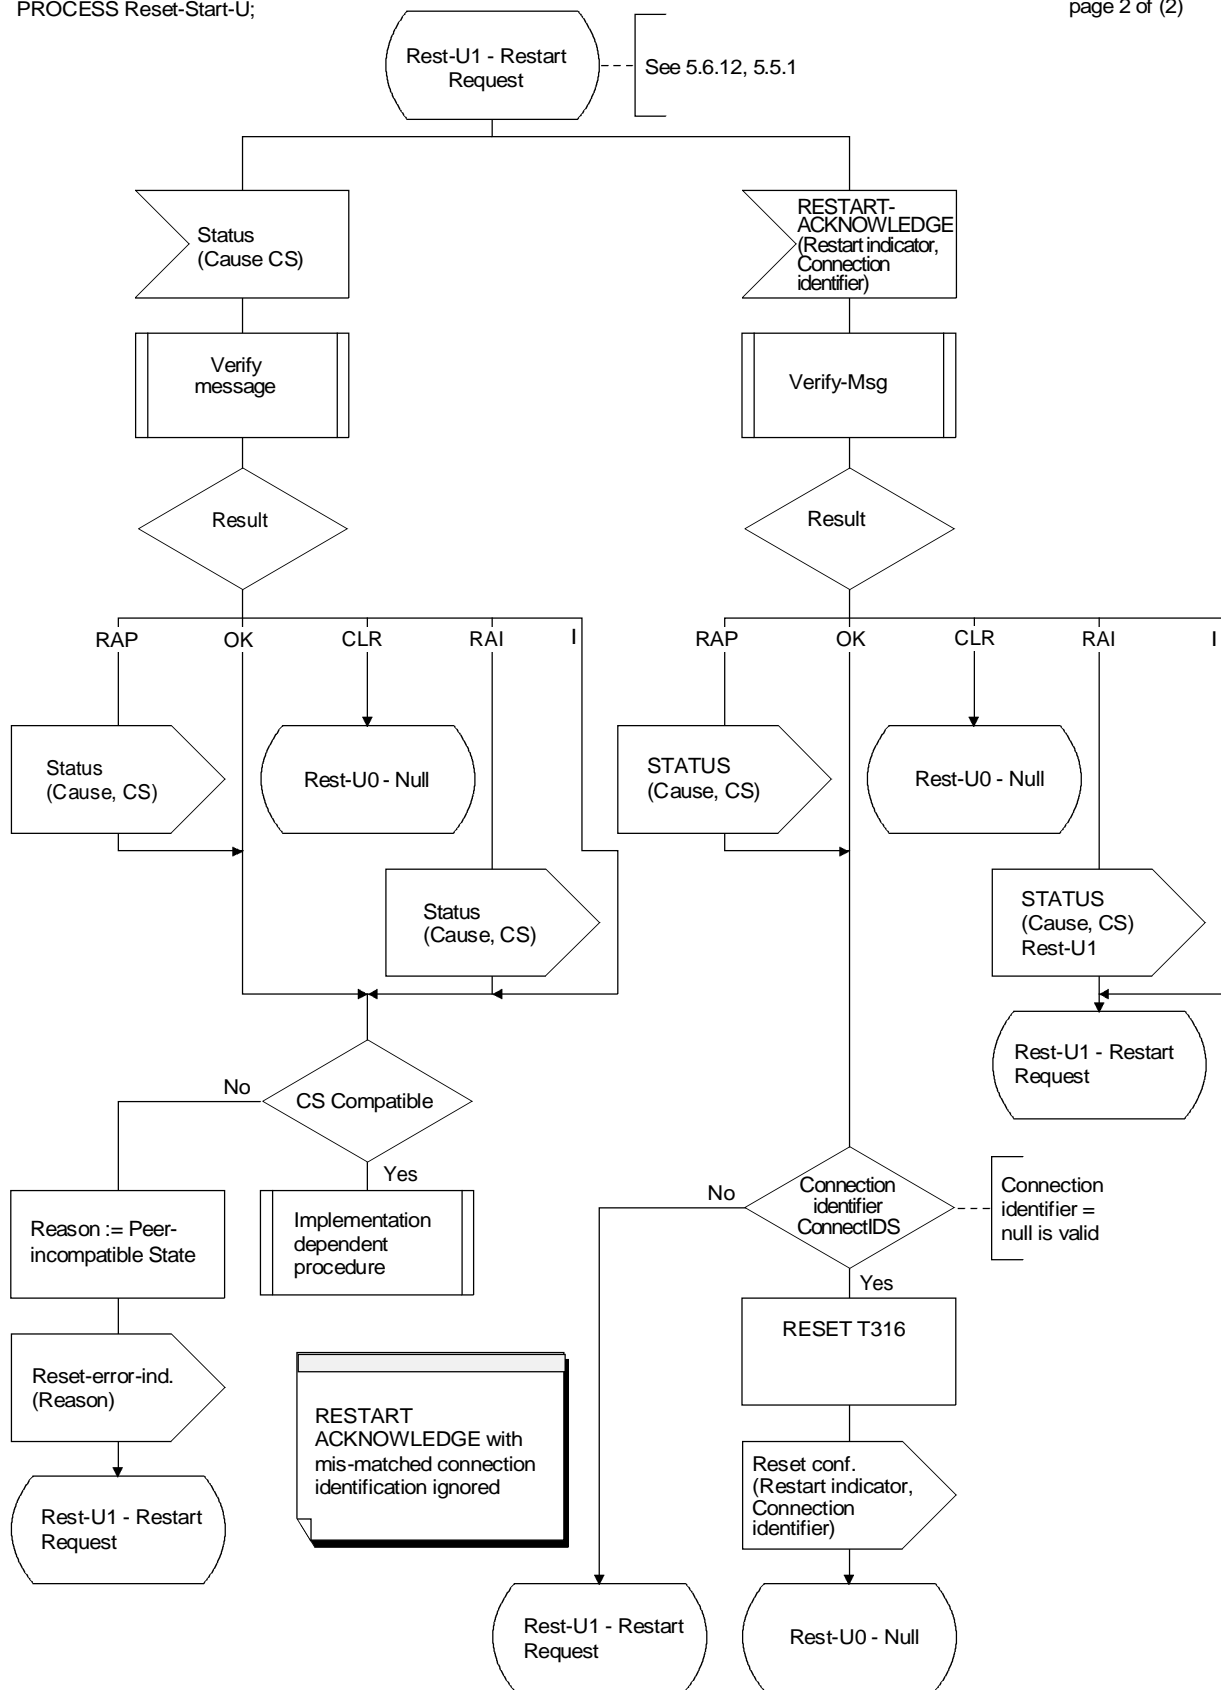 PROCESS Reset-Start-U;
page 2 of (2)
Rest-U1 - Restart
Request
See 5.6.12, 5.5.1
Status
(Cause CS)
RESTART-
ACKNOWLEDGE
(Restart indicator,
Connection
identifier)
Verify
message
Verify-Msg
Result
Result
RAP
OK
CLR
RAI
I
RAP
OK
CLR
RAI
I
Status
(Cause, CS)
Rest-U0 - Null
STATUS
(Cause, CS)
Rest-U0 - Null
Status
(Cause, CS)
STATUS
(Cause, CS)
Rest-U1
Rest-U1 - Restart
Request
No
CS Compatible
Yes
No
Connection
identifier
ConnectIDS
Connection
identifier =
null is valid
Yes
Reason := Peer-
incompatible State
Implementation
dependent
procedure
RESET T316
Reset-error-ind.
(Reason)
RESTART
ACKNOWLEDGE with
mis-matched connection
identification ignored
Reset conf.
(Restart indicator,
Connection
identifier)
Rest-U1 - Restart
Request
Rest-U1 - Restart
Request
Rest-U0 - Null